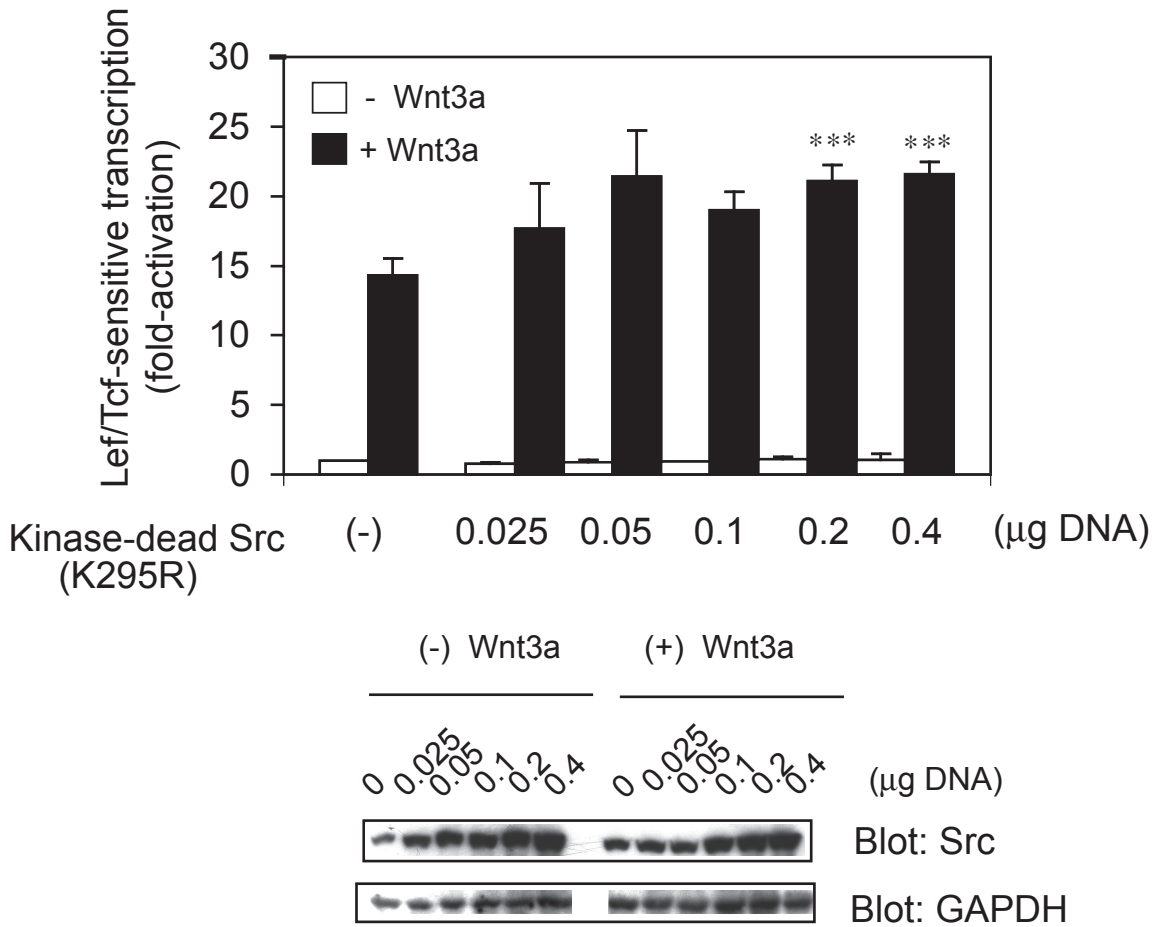 Lef/Tcf-sensitive transcription
(fold-activation)
30
25
20
15
10
5
0
- Wnt3a
+ Wnt3a
*** ***
Kinase-dead Src
(K295R)
(-) 0.025 0.05 0.1 0.2 0.4 (μg DNA)
(-) Wnt3a (+) Wnt3a
0 0.025 0.05 0.1 0.2 0.4 0 0.025 0.05 0.1 0.2 0.4 (μg DNA)
Blot: Src
Blot: GAPDH